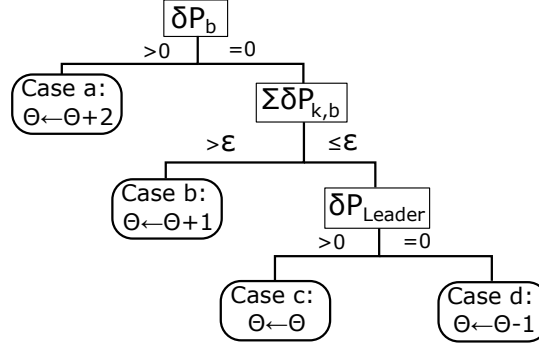 δP_b
>0 =0
Case a:
Θ←Θ+2
ΣδP_k,b
>ε ≤ε
Case b:
Θ←Θ+1
δP_Leader
>0 =0
Case c:
Θ←Θ
Case d:
Θ←Θ-1